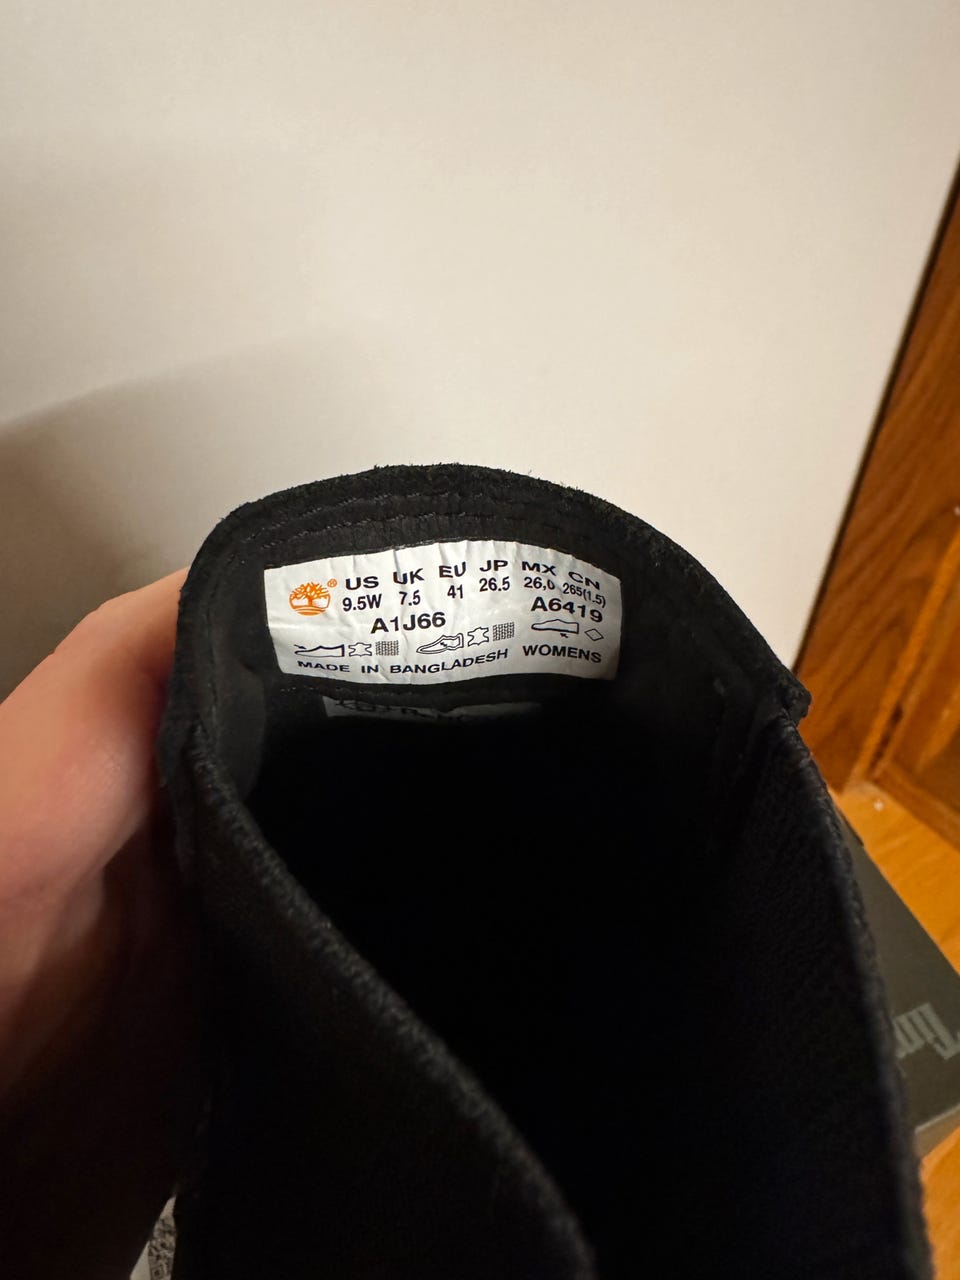 ® US UK EU JP MX CN
9.5W 7.5 41 26.5 26.0 265(1.5)
A1J66 A6419
MADE IN BANGLADESH WOMENS
Tim